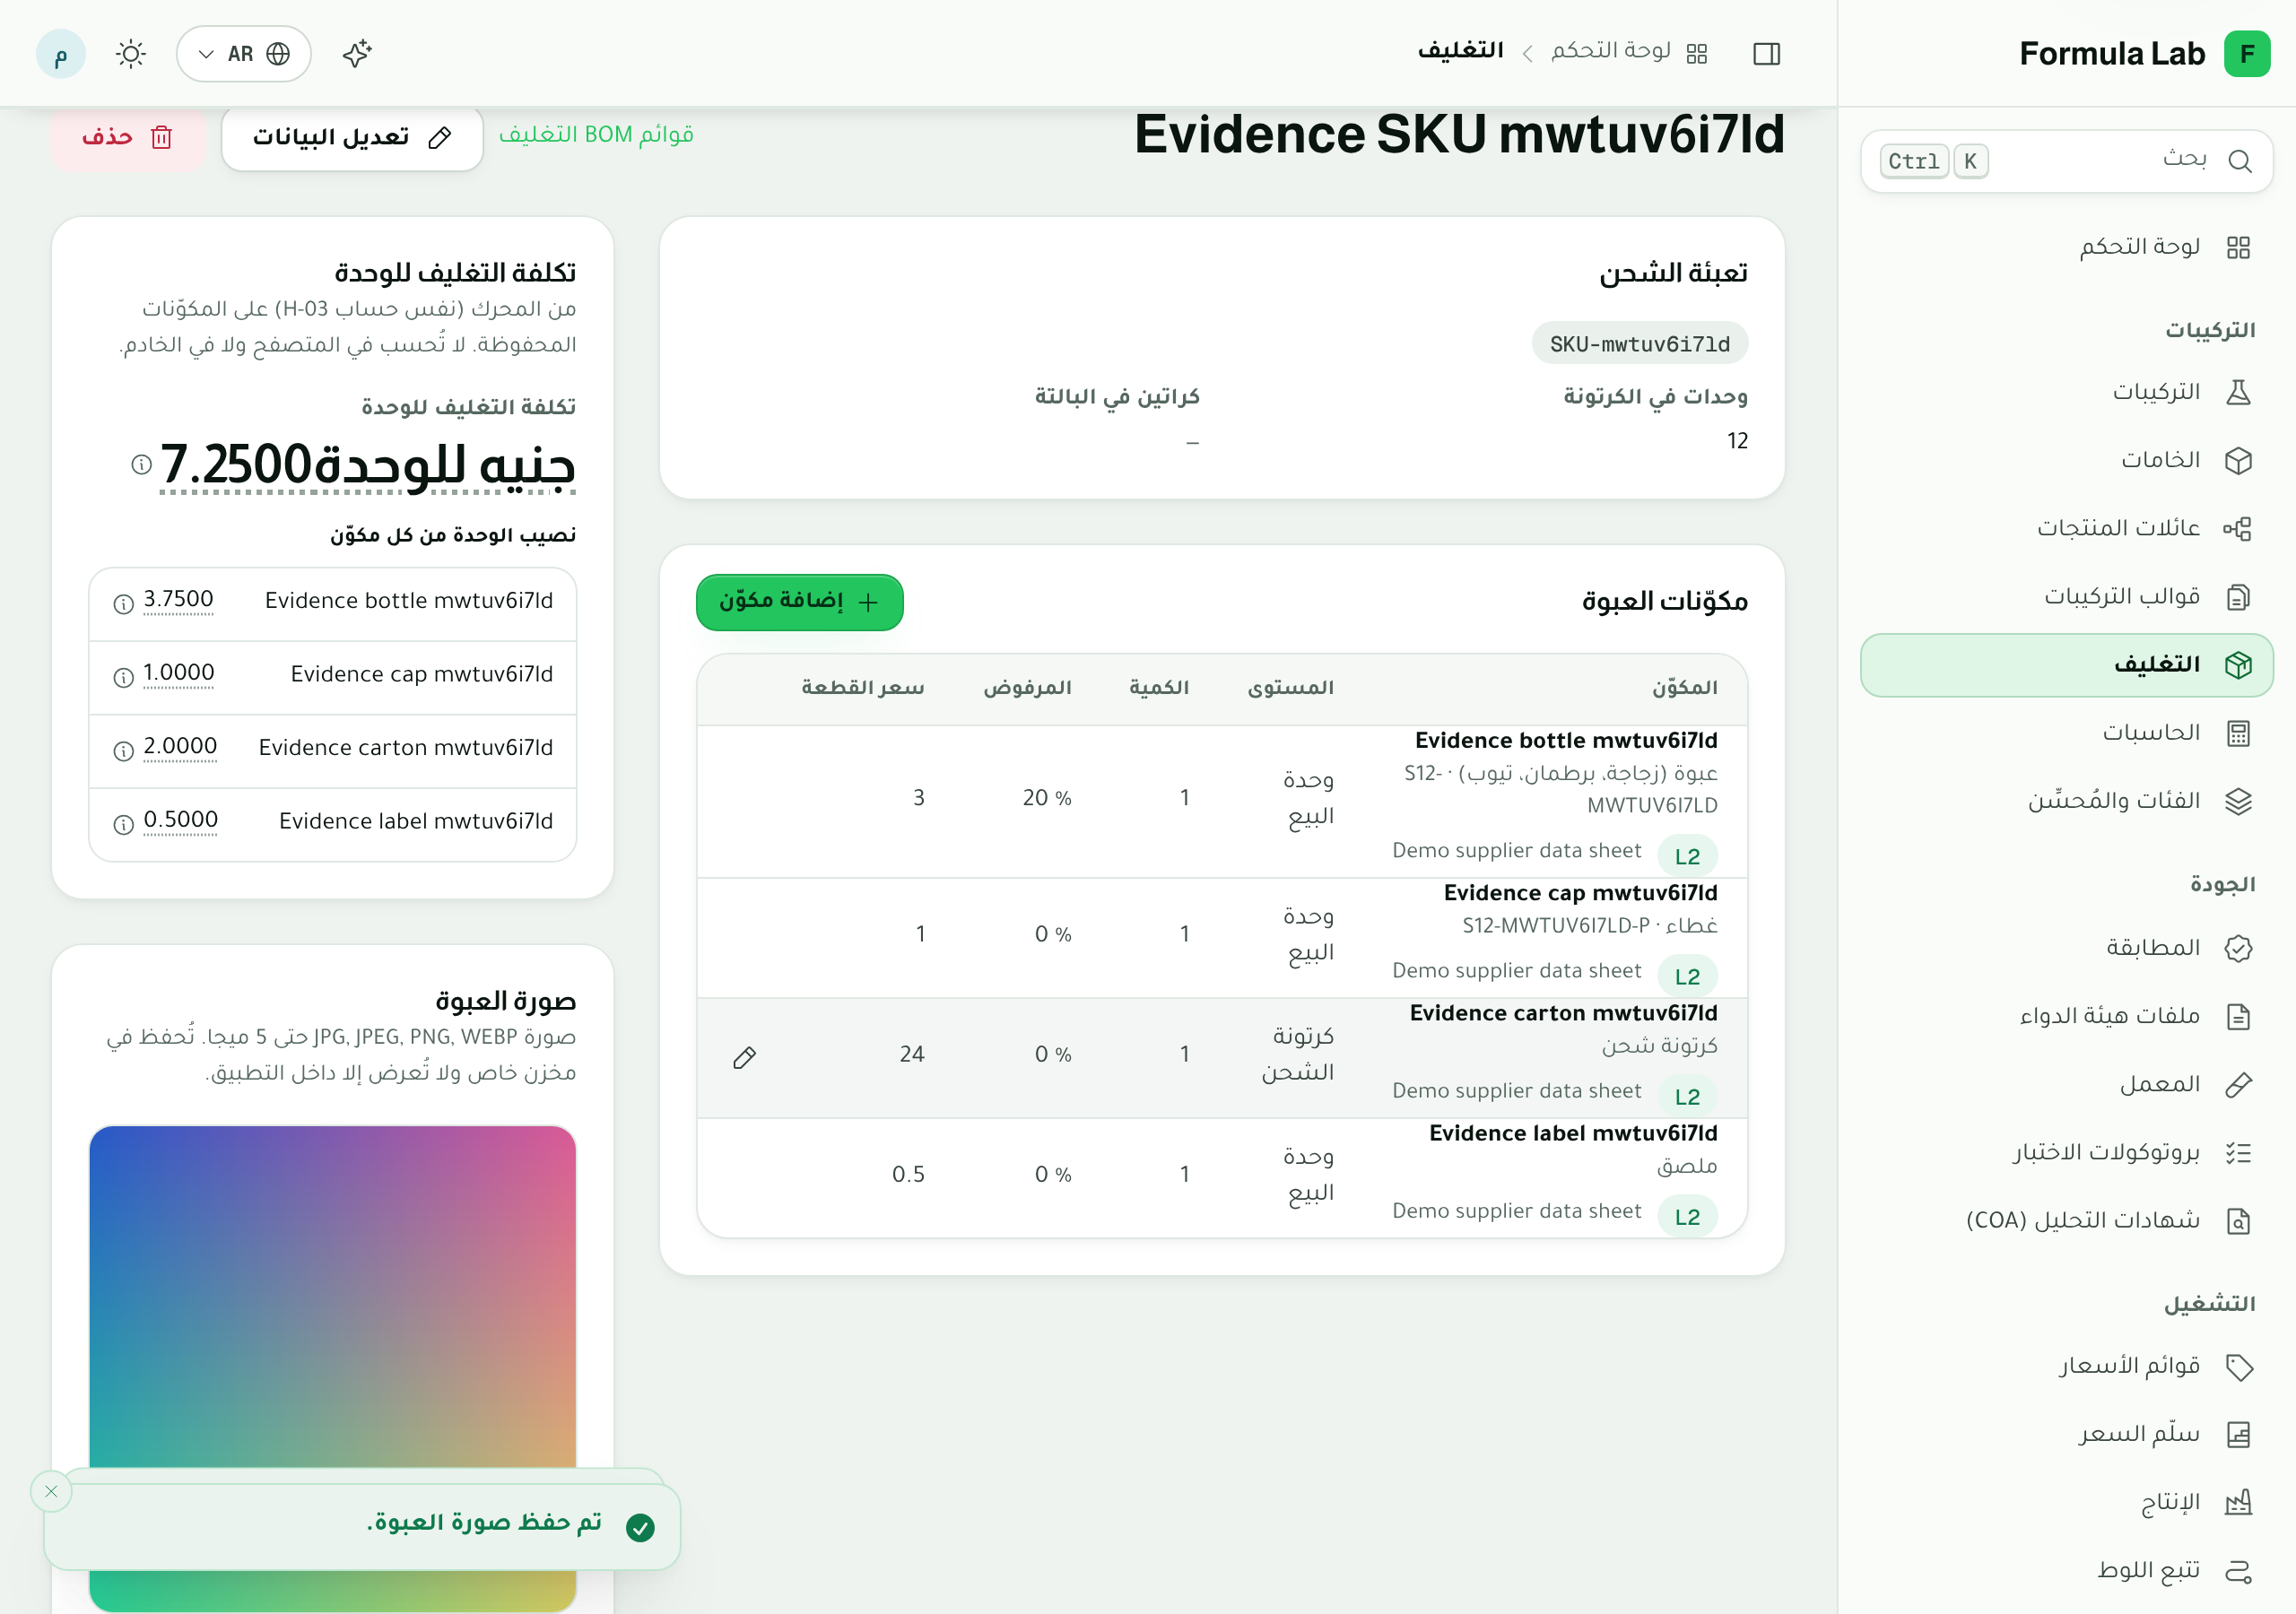 Formula Lab
F
بحث
Ctrl K
لوحة التحكم
التركيبات
التركيبات
الخامات
عائلات المنتجات
قوالب التركيبات
التغليف
الحاسبات
الفئات والمُحسِّن
الجودة
المطابقة
ملفات هيئة الدواء
المعمل
بروتوكولات الاختبار
شهادات التحليل (COA)
التشغيل
قوائم الأسعار
سلّم السعر
الإنتاج
تتبع اللوط
لوحة التحكم
التغليف
AR
م
Evidence SKU mwtuv6i7ld
قوائم BOM التغليف
تعديل البيانات
حذف
تعبئة الشحن
SKU-mwtuv6i7ld
وحدات في الكرتونة
كراتين في البالتة
12
–
مكوّنات العبوة
إضافة مكوّن
المكوّن المستوى الكمية المرفوض سعر القطعة
Evidence bottle mwtuv6i7ld
عبوة (زجاجة، برطمان، تيوب) · S12-
MWTUV6I7LD
L2 Demo supplier data sheet
وحدة
البيع
1
20 %
3
Evidence cap mwtuv6i7ld
غطاء · S12-MWTUV6I7LD-P
L2 Demo supplier data sheet
وحدة
البيع
1
0 %
1
Evidence carton mwtuv6i7ld
كرتونة شحن
L2 Demo supplier data sheet
كرتونة
الشحن
1
0 %
24
Evidence label mwtuv6i7ld
ملصق
L2 Demo supplier data sheet
وحدة
البيع
1
0 %
0.5
تكلفة التغليف للوحدة
من المحرك (نفس حساب H-03) على المكوّنات
المحفوظة. لا تُحسب في المتصفح ولا في الخادم.
تكلفة التغليف للوحدة
جنيه للوحدة7.2500
نصيب الوحدة من كل مكوّن
Evidence bottle mwtuv6i7ld 3.7500
Evidence cap mwtuv6i7ld 1.0000
Evidence carton mwtuv6i7ld 2.0000
Evidence label mwtuv6i7ld 0.5000
صورة العبوة
صورة JPG, JPEG, PNG, WEBP حتى 5 ميجا. تُحفظ في
مخزن خاص ولا تُعرض إلا داخل التطبيق.
تم حفظ صورة العبوة.